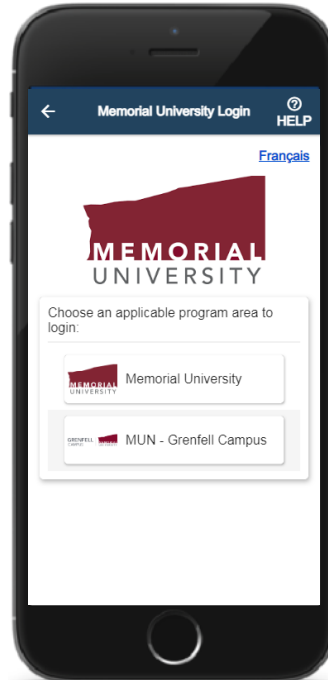 Memorial University Login
HELP
Français
MEMORIAL
UNIVERSITY
Choose an applicable program area to
login:
MEMORIAL
UNIVERSITY
Memorial University
GRENFELL
CAMPUS
MUN - Grenfell Campus